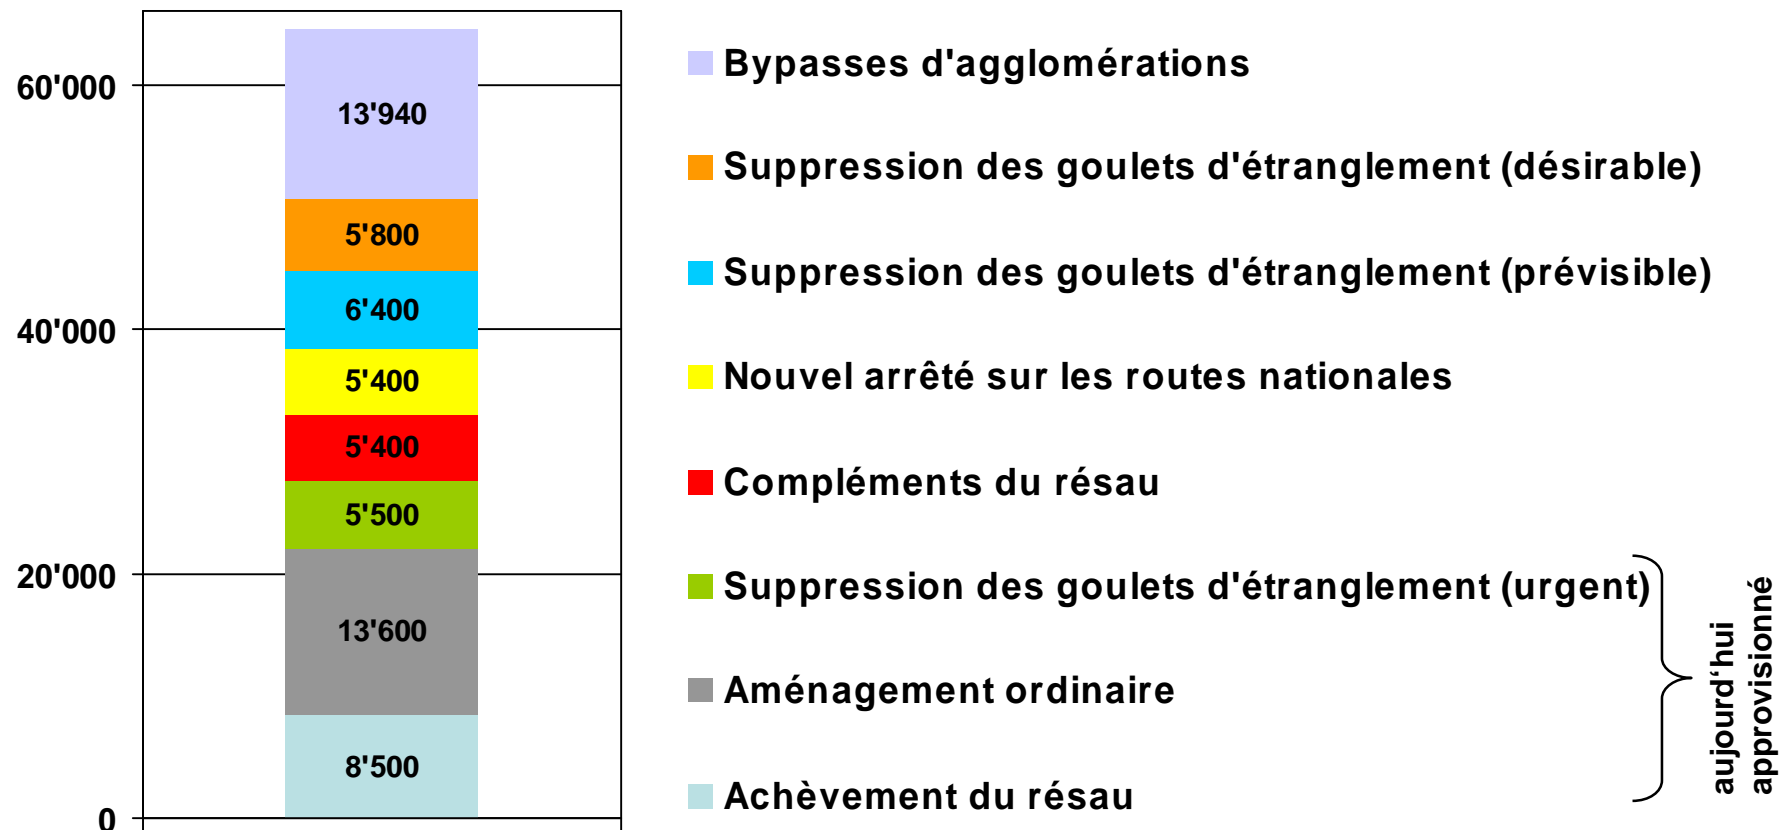 60'000
40'000
20'000
0
13'940
5'800
6'400
5'400
5'400
5'500
13'600
8'500
Bypasses d'agglomérations
Suppression des goulets d'étranglement (désirable)
Suppression des goulets d'étranglement (prévisible)
Nouvel arrêté sur les routes nationales
Compléments du résau
Suppression des goulets d'étranglement (urgent)
Aménagement ordinaire
Achèvement du résau
aujourd‘hui
approvisionné